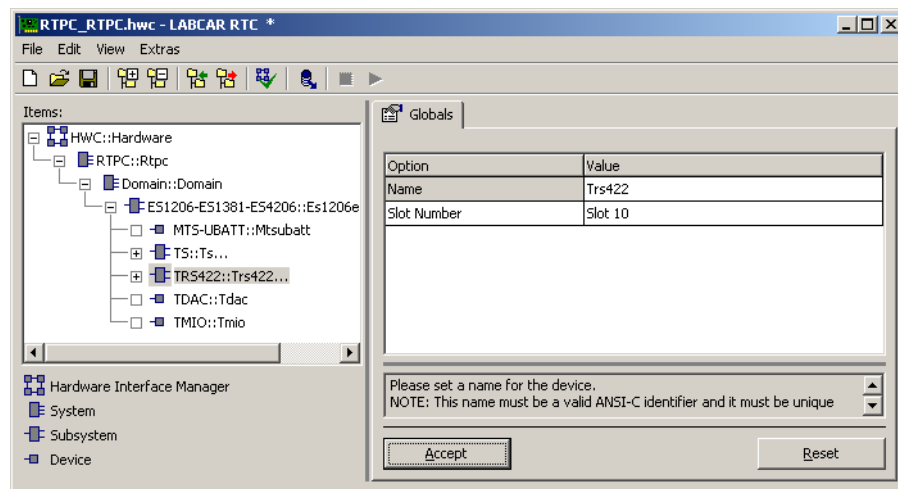 RTPC_RTPC.hwc - LABCAR RTC *
File Edit View Extras
Items:
HWC::Hardware
RTPC::Rtpc
Domain::Domain
ES1206-ES1381-ES4206::Es1206e
MTS-UBATT::Mtsubatt
TS::Ts...
TRS422::Trs422...
TDAC::Tdac
TMIO::Tmio
Hardware Interface Manager
System
Subsystem
Device
Globals
Option Value
Name Trs422
Slot Number Slot 10
Please set a name for the device.
NOTE: This name must be a valid ANSI-C identifier and it must be unique
Accept Reset